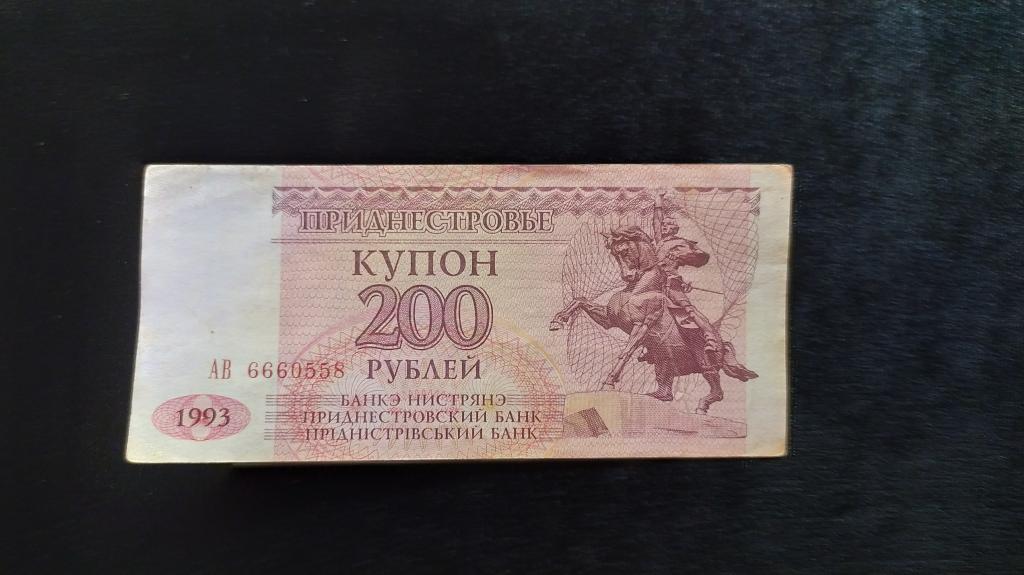 ПРИДНЕСТРОВЬЕ
КУПОН
200
РУБЛЕЙ
АВ 6660558
1993
БАНКЭ НИСТРЯНЭ
ПРИДНЕСТРОВСКИЙ БАНК
ПРІДНІСТРІВСЬКИЙ БАНК